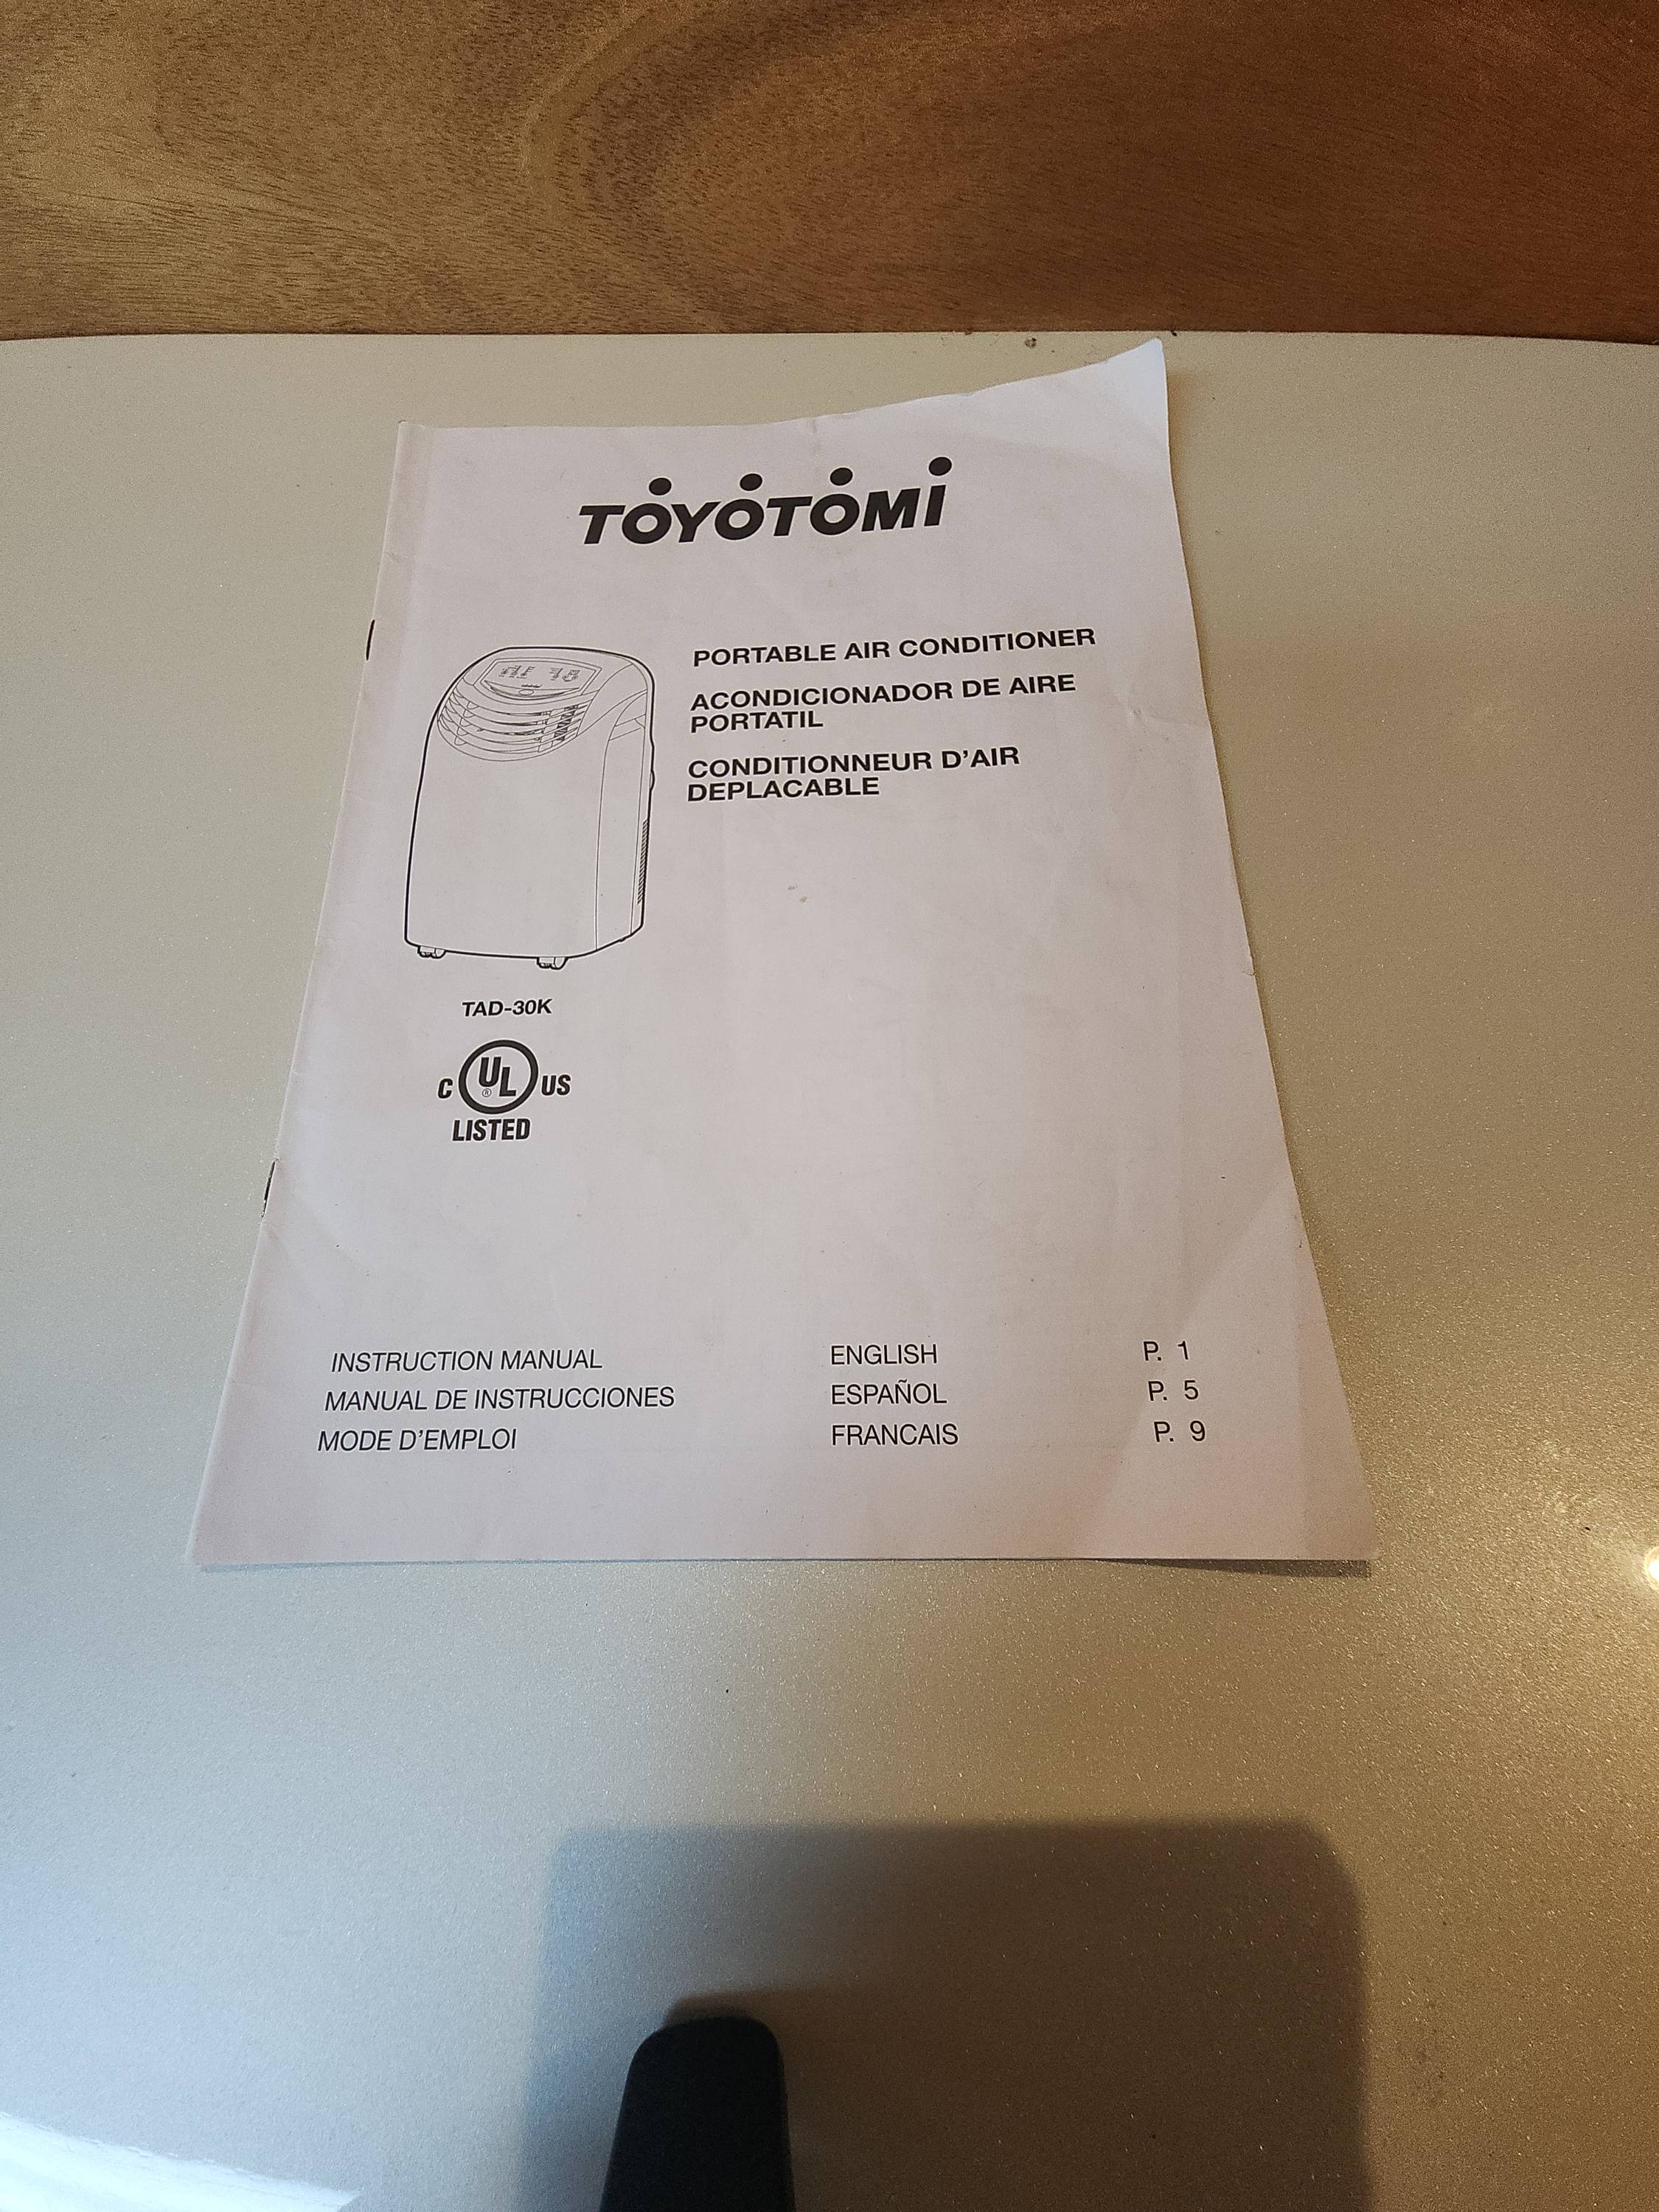 TOYOTOMI
PORTABLE AIR CONDITIONER
ACONDICIONADOR DE AIRE
PORTATIL
CONDITIONNEUR D'AIR
DEPLACABLE
TAD-30K
C UL® US
LISTED
INSTRUCTION MANUAL ENGLISH P. 1
MANUAL DE INSTRUCCIONES ESPAÑOL P. 5
MODE D'EMPLOI FRANCAIS P. 9